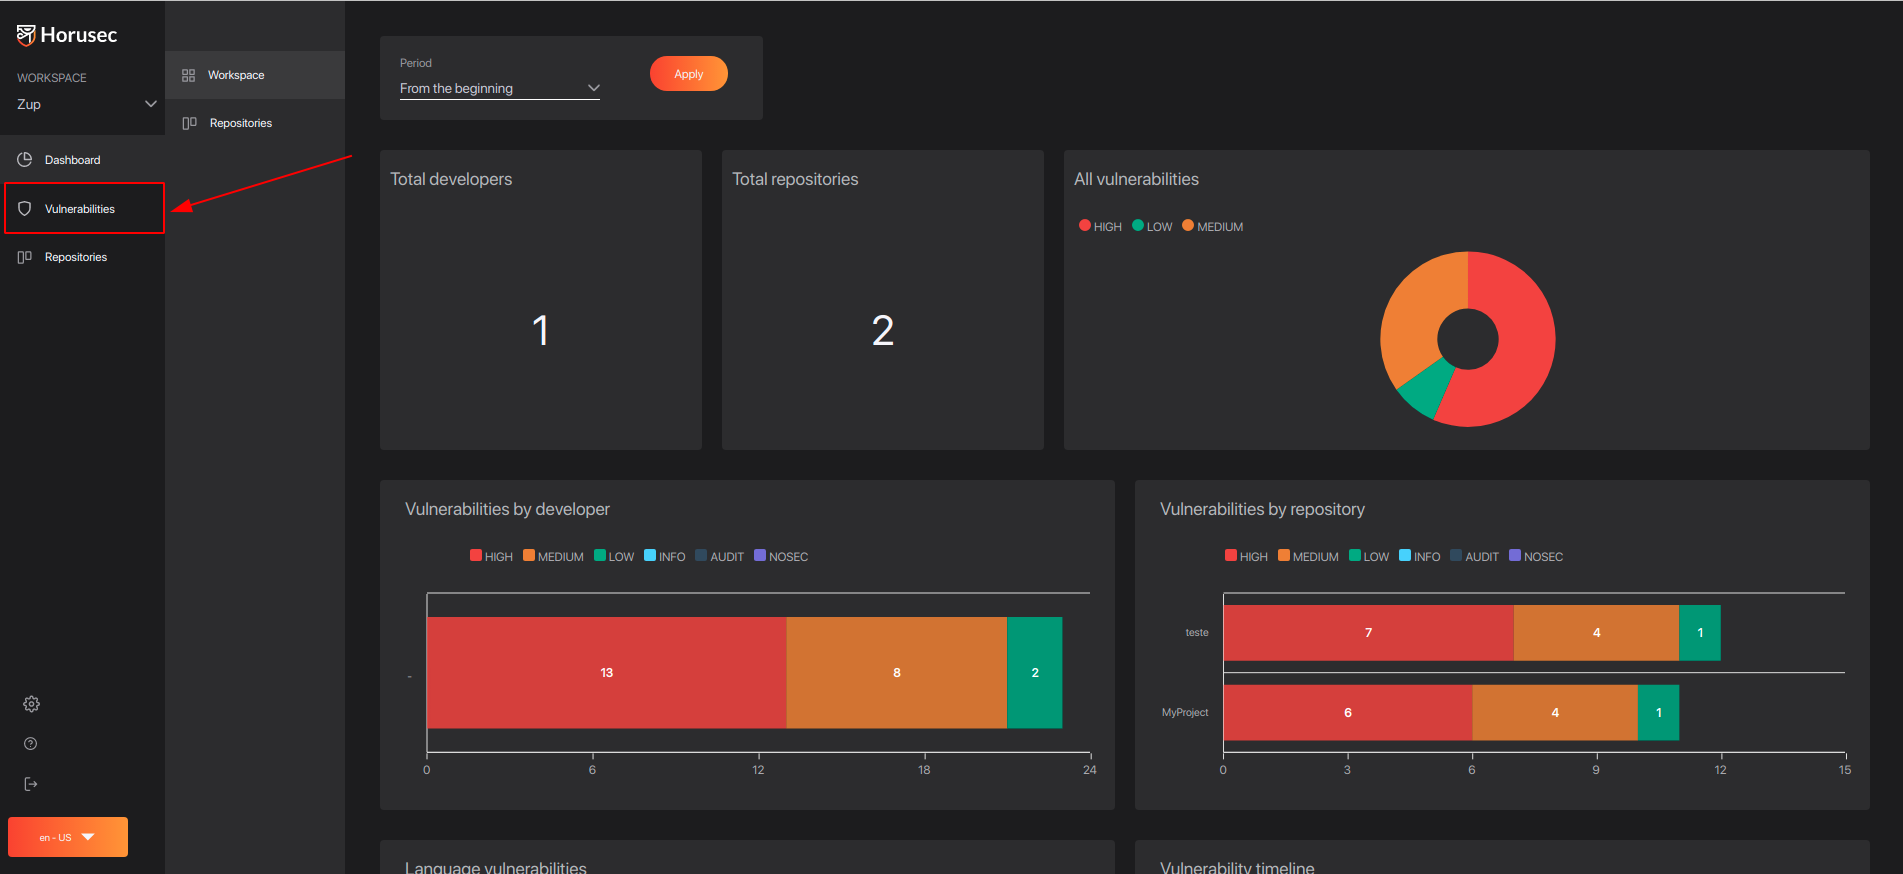 Horusec
WORKSPACE
Zup
Dashboard
Vulnerabilities
Repositories
en - US
Workspace
Repositories
Period
From the beginning
Apply
Total developers
1
Total repositories
2
All vulnerabilities
HIGH LOW MEDIUM
Vulnerabilities by developer
HIGH MEDIUM LOW INFO AUDIT NOSEC
- 13 8 2
0 6 12 18 24
Vulnerabilities by repository
HIGH MEDIUM LOW INFO AUDIT NOSEC
teste 7 4 1
MyProject 6 4 1
0 3 6 9 12 15
Language vulnerabilities
Vulnerability timeline